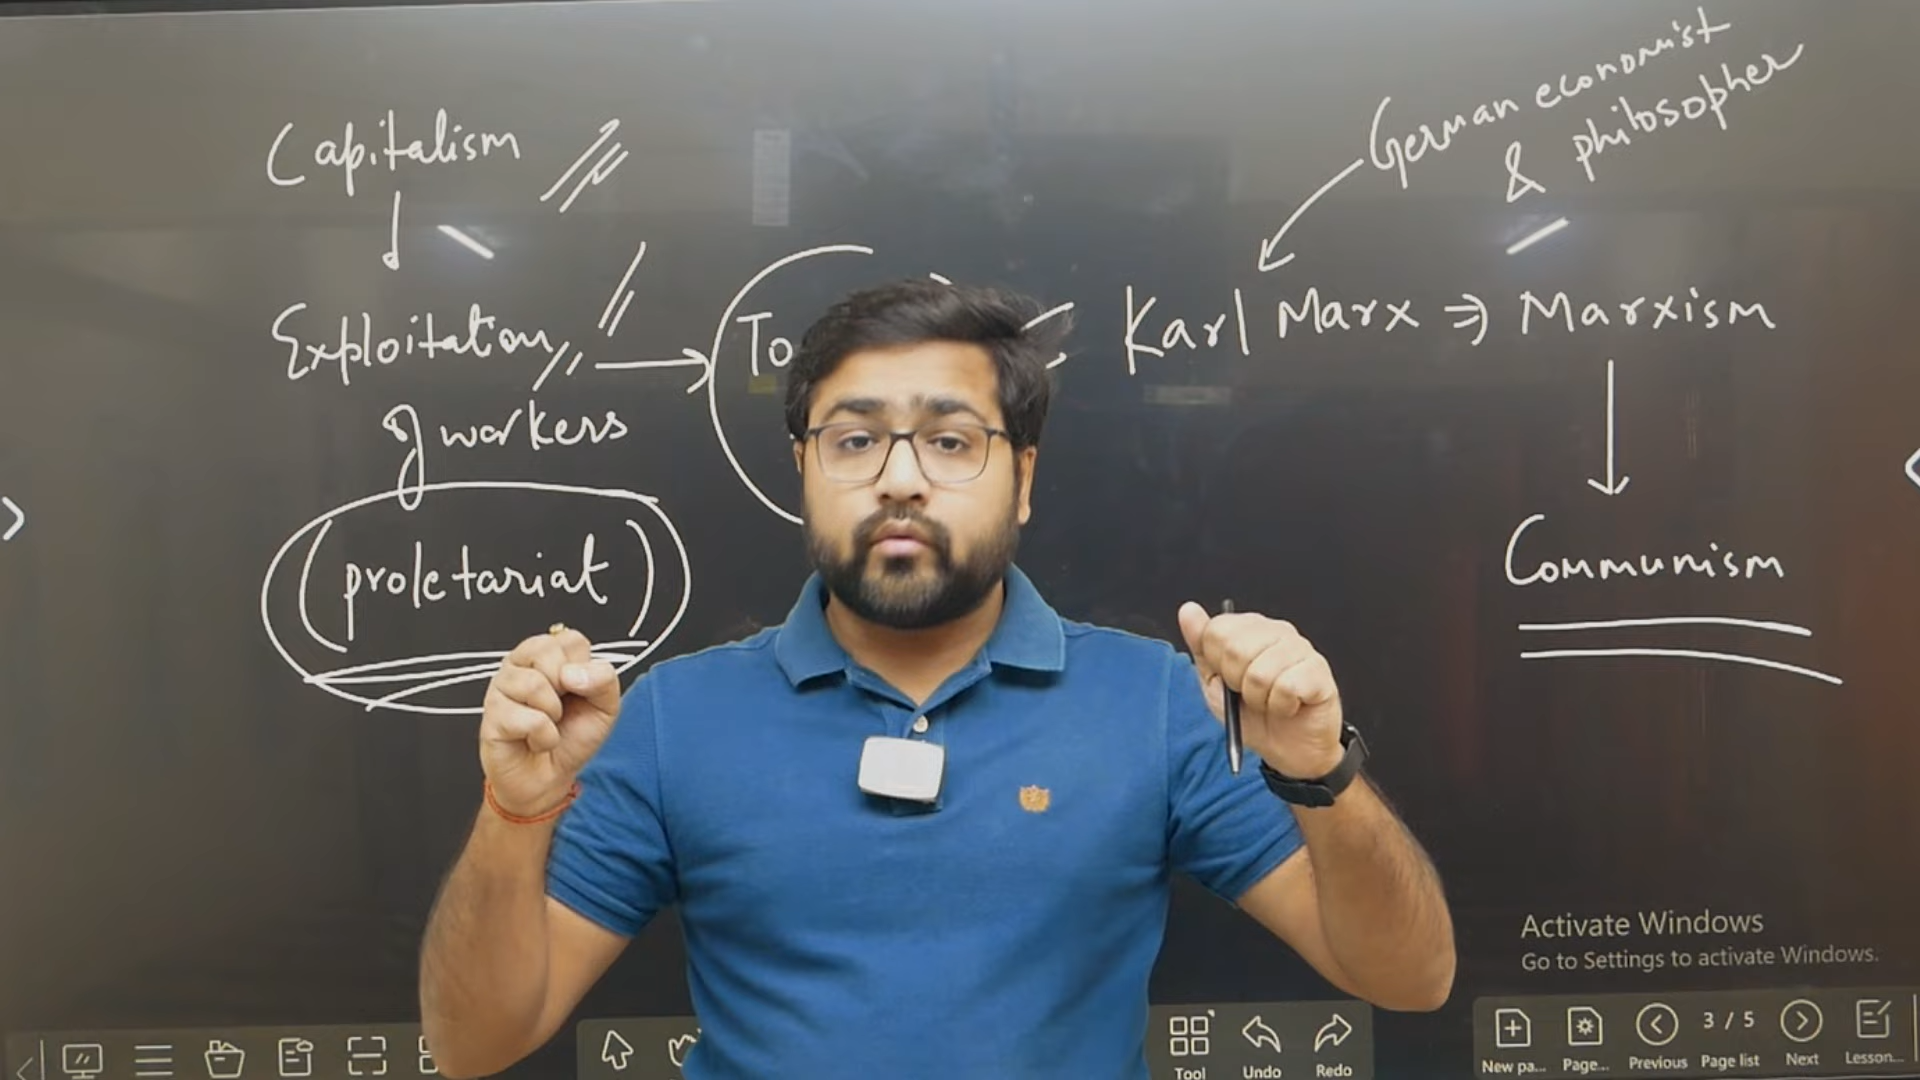 Capitalism
Exploitation
of workers
(proletariat)
To
German economist
& philosopher
Karl Marx ⇒ Marxism
Communism
Activate Windows
Go to Settings to activate Windows.
Tool
Undo
Redo
New pa...
Page...
Previous
3 / 5
Page list
Next
Lesson...